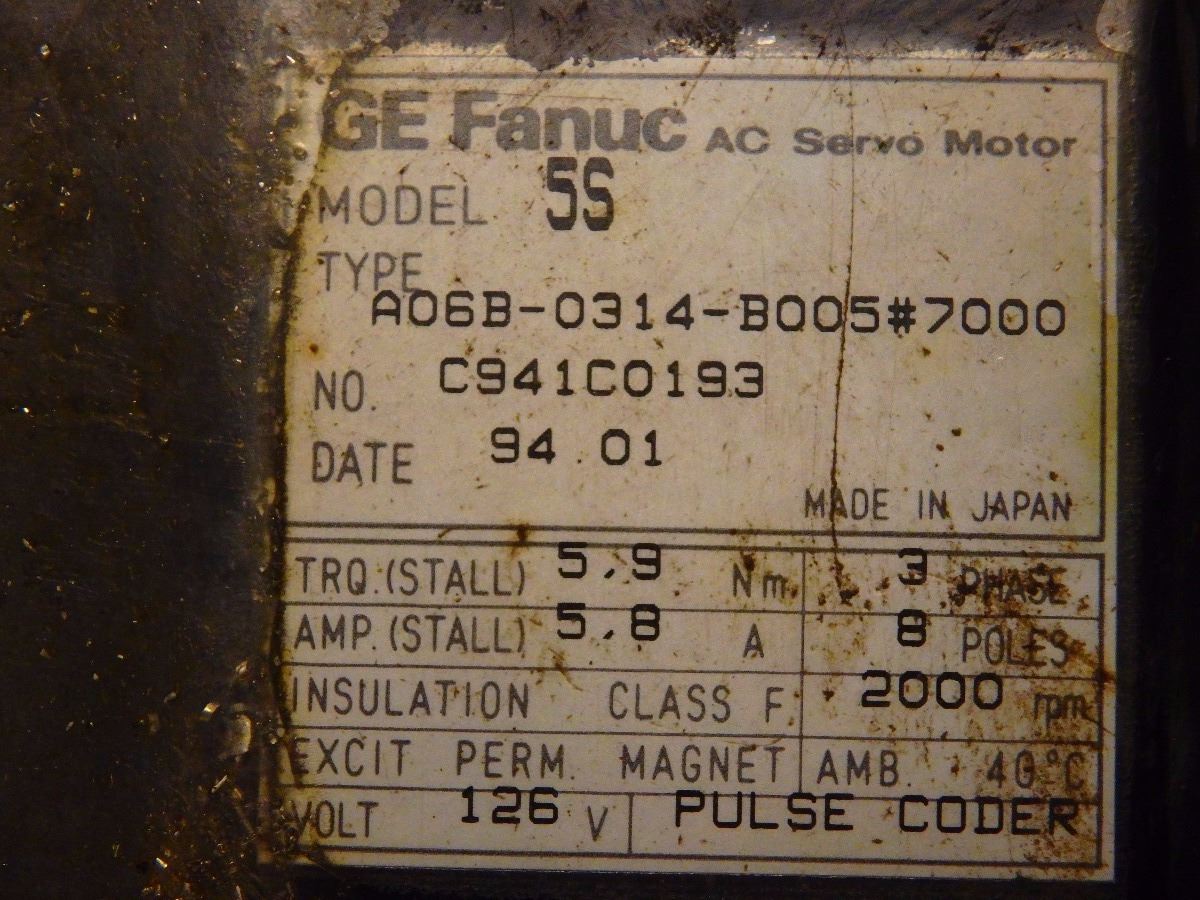 GE Fanuc AC Servo Motor
MODEL 5S
TYPE
A06B-0314-B005#7000
NO. C941C0193
DATE 94.01
MADE IN JAPAN
TRQ.(STALL) 5.9 Nm 3 PHASE
AMP.(STALL) 5.8 A 8 POLES
INSULATION CLASS F 2000 rpm
EXCIT PERM. MAGNET AMB. 40°C
VOLT 126 V PULSE CODER